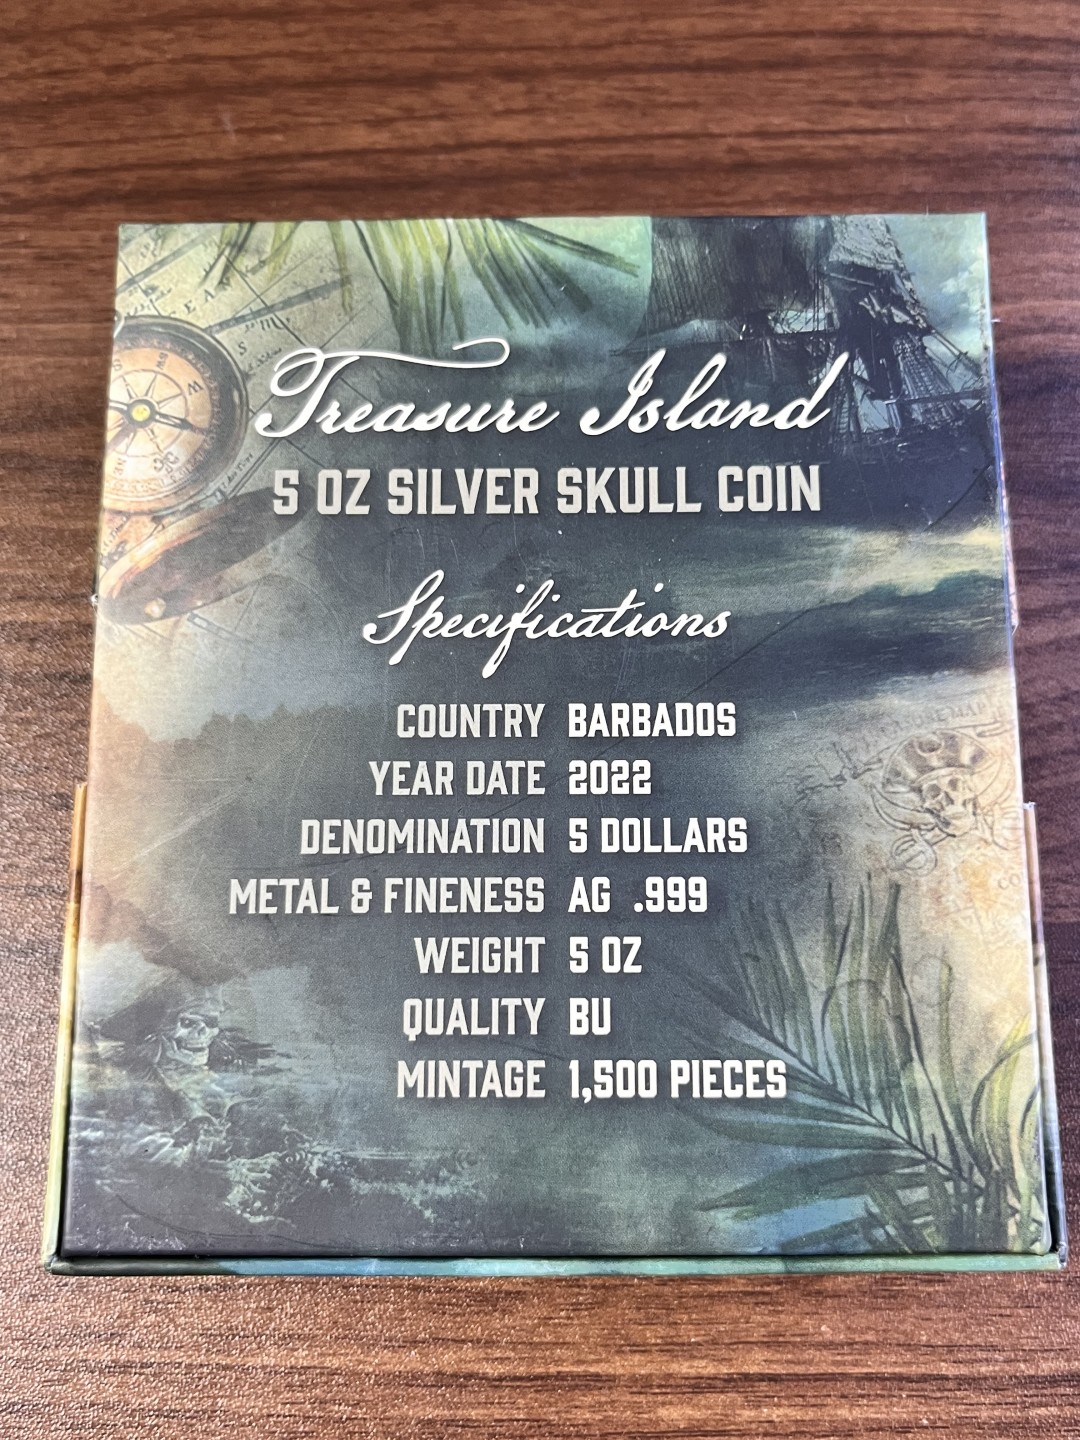 Treasure Island
5 OZ SILVER SKULL COIN
Specifications
COUNTRY BARBADOS
YEAR DATE 2022
DENOMINATION 5 DOLLARS
METAL & FINENESS AG .999
WEIGHT 5 OZ
QUALITY BU
MINTAGE 1,500 PIECES